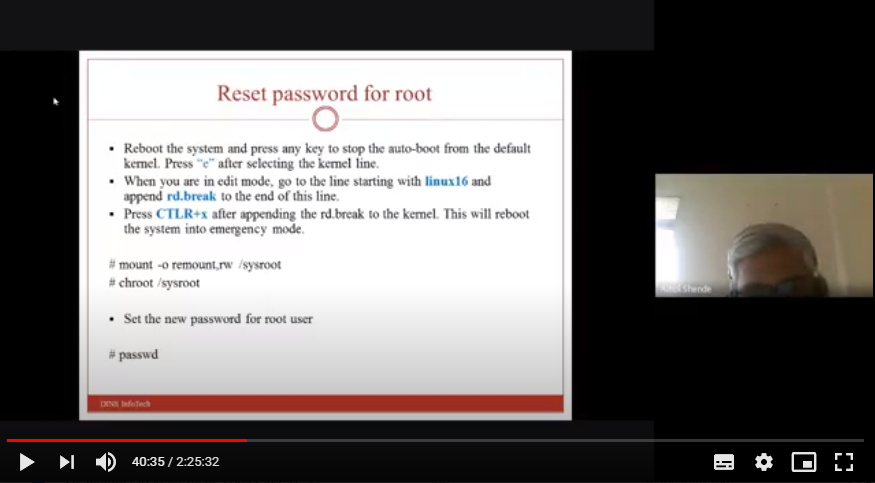 Reset password for root
• Reboot the system and press any key to stop the auto-boot from the default
kernel. Press “e” after selecting the kernel line.
• When you are in edit mode, go to the line starting with linux16 and
append rd.break to the end of this line.
• Press CTLR+x after appending the rd.break to the kernel. This will reboot
the system into emergency mode.
# mount -o remount,rw /sysroot
# chroot /sysroot
• Set the new password for root user
# passwd
InfoTech
Shende
40:35 / 2:25:32